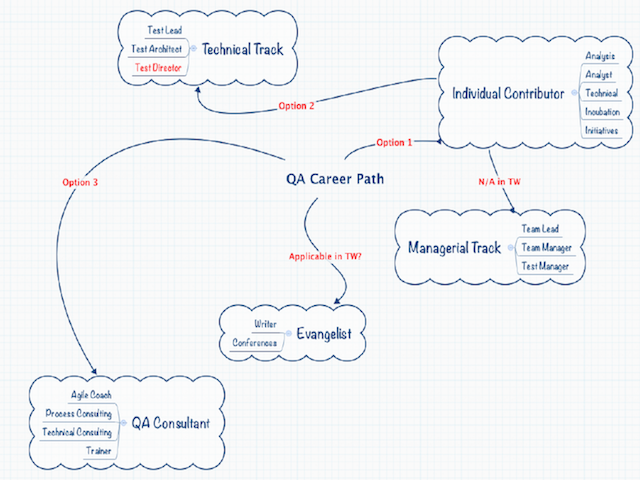 Test Lead
Test Architect
Test Director
Technical Track
Individual Contributor
Analysis
Analyst
Technical
Incubation
Initiatives
Option 2
Option 1
QA Career Path
Option 3
N/A in TW
Managerial Track
Team Lead
Team Manager
Test Manager
Applicable in TW?
Writer
Conferences
Evangelist
Agile Coach
Process Consulting
Technical Consulting
Trainer
QA Consultant